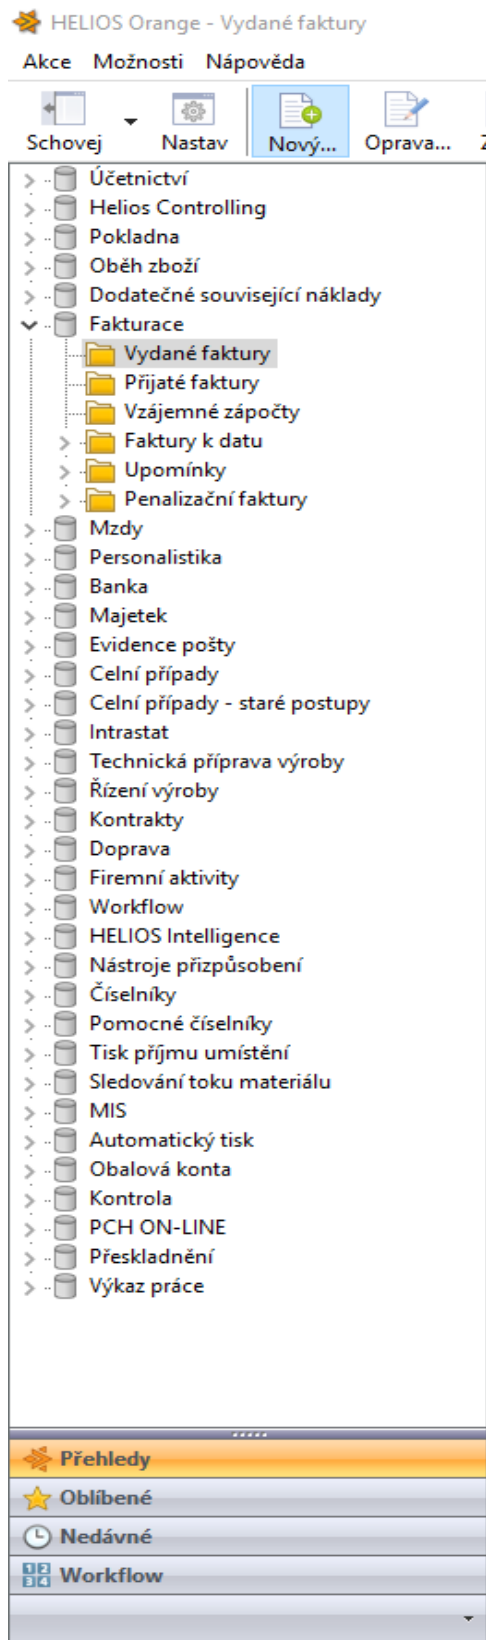 HELIOS Orange - Vydané faktury
Akce Možnosti Nápověda
Schovej Nastav Nový... Oprava...
Účetnictví
Helios Controlling
Pokladna
Oběh zboží
Dodatečné související náklady
Fakturace
Vydané faktury
Přijaté faktury
Vzájemné zápočty
Faktury k datu
Upomínky
Penalizační faktury
Mzdy
Personalistika
Banka
Majetek
Evidence pošty
Celní případy
Celní případy - staré postupy
Intrastat
Technická příprava výroby
Řízení výroby
Kontrakty
Doprava
Firemní aktivity
Workflow
HELIOS Intelligence
Nástroje přizpůsobení
Číselníky
Pomocné číselníky
Tisk příjmu umístění
Sledování toku materiálu
MIS
Automatický tisk
Obalová konta
Kontrola
PCH ON-LINE
Přeskladnění
Výkaz práce
Přehledy
Oblíbené
Nedávné
Workflow